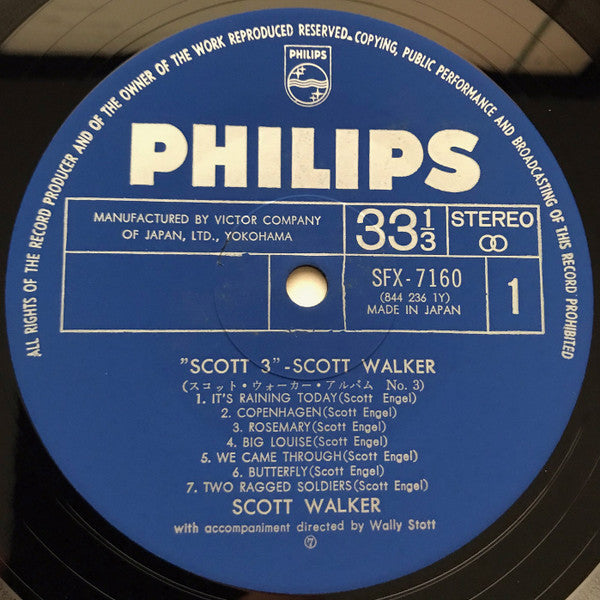 ALL RIGHTS OF THE RECORD PRODUCER AND OF THE OWNER OF THE WORK REPRODUCED RESERVED. COPYING, PUBLIC PERFORMANCE AND BROADCASTING OF THIS RECORD PROHIBITED
PHILIPS
PHILIPS
MANUFACTURED BY VICTOR COMPANY
OF JAPAN, LTD., YOKOHAMA
33 1/3
STEREO
SFX-7160
(844 236 1Y)
MADE IN JAPAN
1
"SCOTT 3"-SCOTT WALKER
(スコット・ウォーカー・アルバム No. 3)
1. IT'S RAINING TODAY(Scott Engel)
2. COPENHAGEN(Scott Engel)
3. ROSEMARY(Scott Engel)
4. BIG LOUISE(Scott Engel)
5. WE CAME THROUGH(Scott Engel)
6. BUTTERFLY(Scott Engel)
7. TWO RAGGED SOLDIERS(Scott Engel)
SCOTT WALKER
with accompaniment directed by Wally Stott
⑦